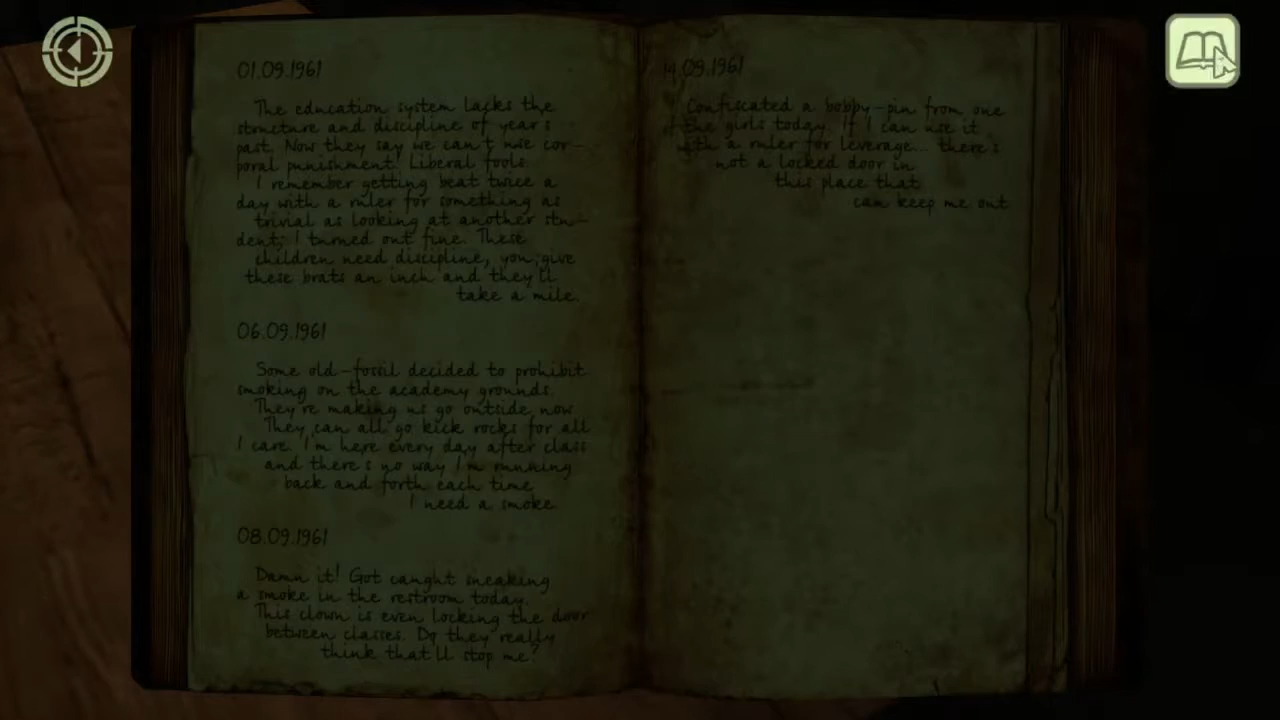 01.09.1961
The education system lacks the
structure and discipline of year's
past. Now they say we can't use cor-
poral punishment. Liberal fools.
I remember getting beat twice a
day with a ruler for something as
trivial as looking at another stu-
dent; I turned out fine. These
children need discipline, you give
these brats an inch and they'll
take a mile.
06.09.1961
Some old-fossil decided to prohibit
smoking on the academy grounds.
They're making us go outside now
They can all go kick rocks for all
I care. I'm here every day after class
and there's no way I'm running
back and forth each time
I need a smoke
08.09.1961
Damn it! Got caught sneaking
a smoke in the restroom today.
This clown is even locking the door
between classes. Do they really
think that'll stop me?
14.09.1961
Confiscated a bobby-pin from one
of the girls today. If I can use it
with a ruler for leverage... there's
not a locked door in
this place that
can keep me out